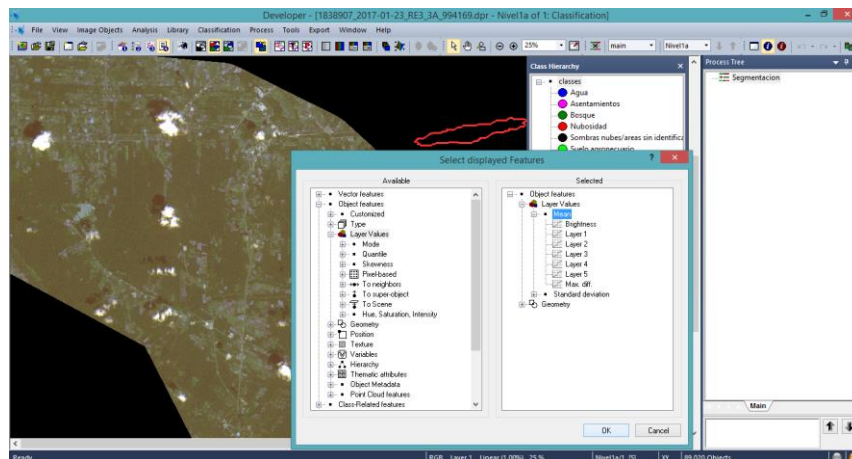 Developer - [1838907_2017-01-23_RE3_3A_994169.dpr - Nivel1a of 1: Classification]
File View Image Objects Analysis Library Classification Process Tools Export Window Help
25% main Nivel1a
Class Hierarchy
classes
Agua
Asentamientos
Bosque
Nubosidad
Sombras nubes/areas sin identifica
Suelo agropecuario
Process Tree
Segmentacion
Select displayed Features
Available
Vector features
Object features
Customized
Type
Layer Values
Mode
Quantile
Skewness
Pixel-based
To neighbors
To super-object
To Scene
Hue, Saturation, Intensity
Geometry
Position
Texture
Variables
Hierarchy
Thematic attributes
Object Metadata
Point Cloud features
Class-Related features
Selected
Object features
Layer Values
Mean
Brightness
Layer 1
Layer 2
Layer 3
Layer 4
Layer 5
Max. diff.
Standard deviation
Geometry
OK Cancel
Main
Ready
RGB Layer 1 Linear (1.00%) 25 % Nivel1a/1 XY 89,020 Objects